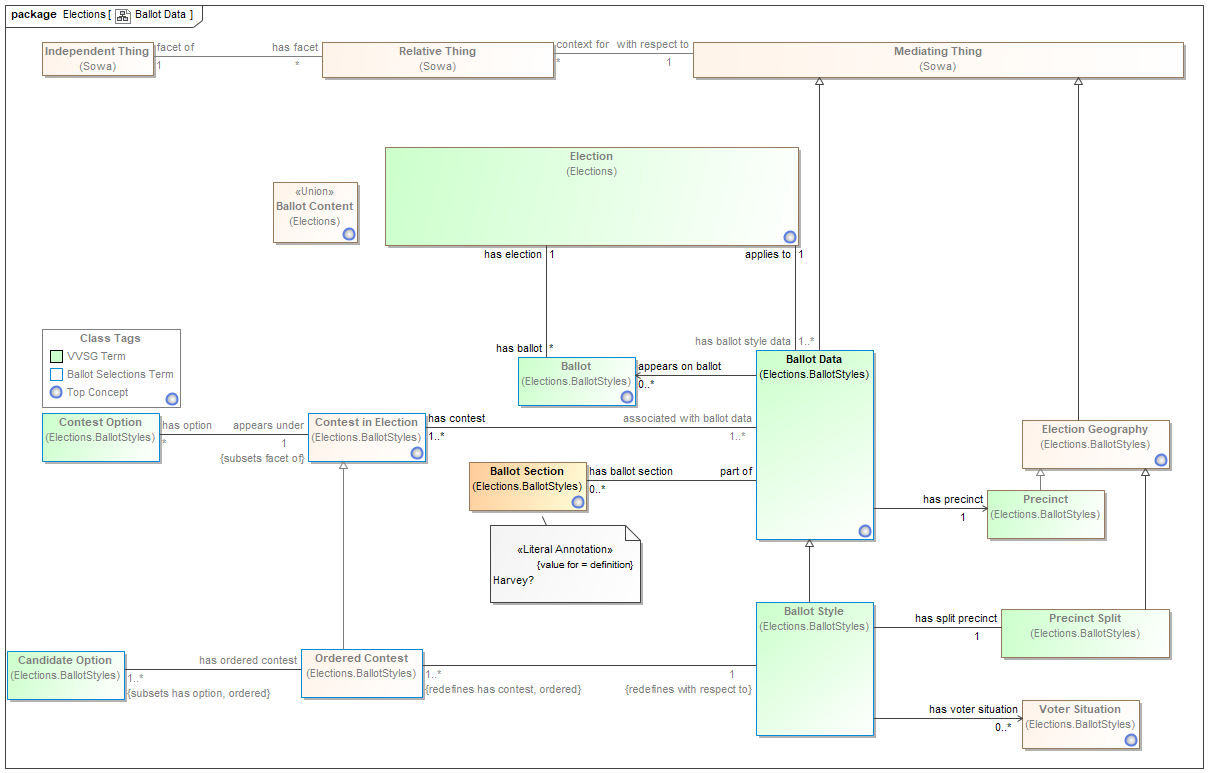 package Elections [ Ballot Data ]
Independent Thing
(Sowa)
facet of
1
has facet
*
Relative Thing
(Sowa)
context for
*
with respect to
1
Mediating Thing
(Sowa)
Election
(Elections)
«Union»
Ballot Content
(Elections)
has election
1
applies to
1
Class Tags
VVSG Term
Ballot Selections Term
Top Concept
has ballot
*
has ballot style data
1..*
Ballot
(Elections.BallotStyles)
appears on ballot
0..*
Ballot Data
(Elections.BallotStyles)
Contest Option
(Elections.BallotStyles)
has option
*
appears under
1
{subsets facet of}
Contest in Election
(Elections.BallotStyles)
has contest
1..*
associated with ballot data
1..*
Election Geography
(Elections.BallotStyles)
Ballot Section
(Elections.BallotStyles)
has ballot section
0..*
part of
has precinct
1
Precinct
(Elections.BallotStyles)
«Literal Annotation»
{value for = definition}
Harvey?
Ballot Style
(Elections.BallotStyles)
has split precinct
1
Precinct Split
(Elections.BallotStyles)
Candidate Option
(Elections.BallotStyles)
has ordered contest
1..*
{subsets has option, ordered}
Ordered Contest
(Elections.BallotStyles)
1..*
{redefines has contest, ordered}
1
{redefines with respect to}
has voter situation
0..*
Voter Situation
(Elections.BallotStyles)